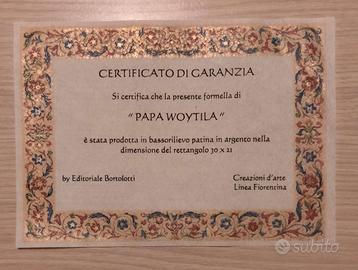 CERTIFICATO DI GARANZIA
Si certifica che la presente formella di
"PAPA WOYTILA"
è stata prodotta in bassorilievo patina in argento nella
dimensione del rettangolo 30 x 21
by Editoriale Bortolotti
Creazioni d'arte
Linea Fiorentina
subito